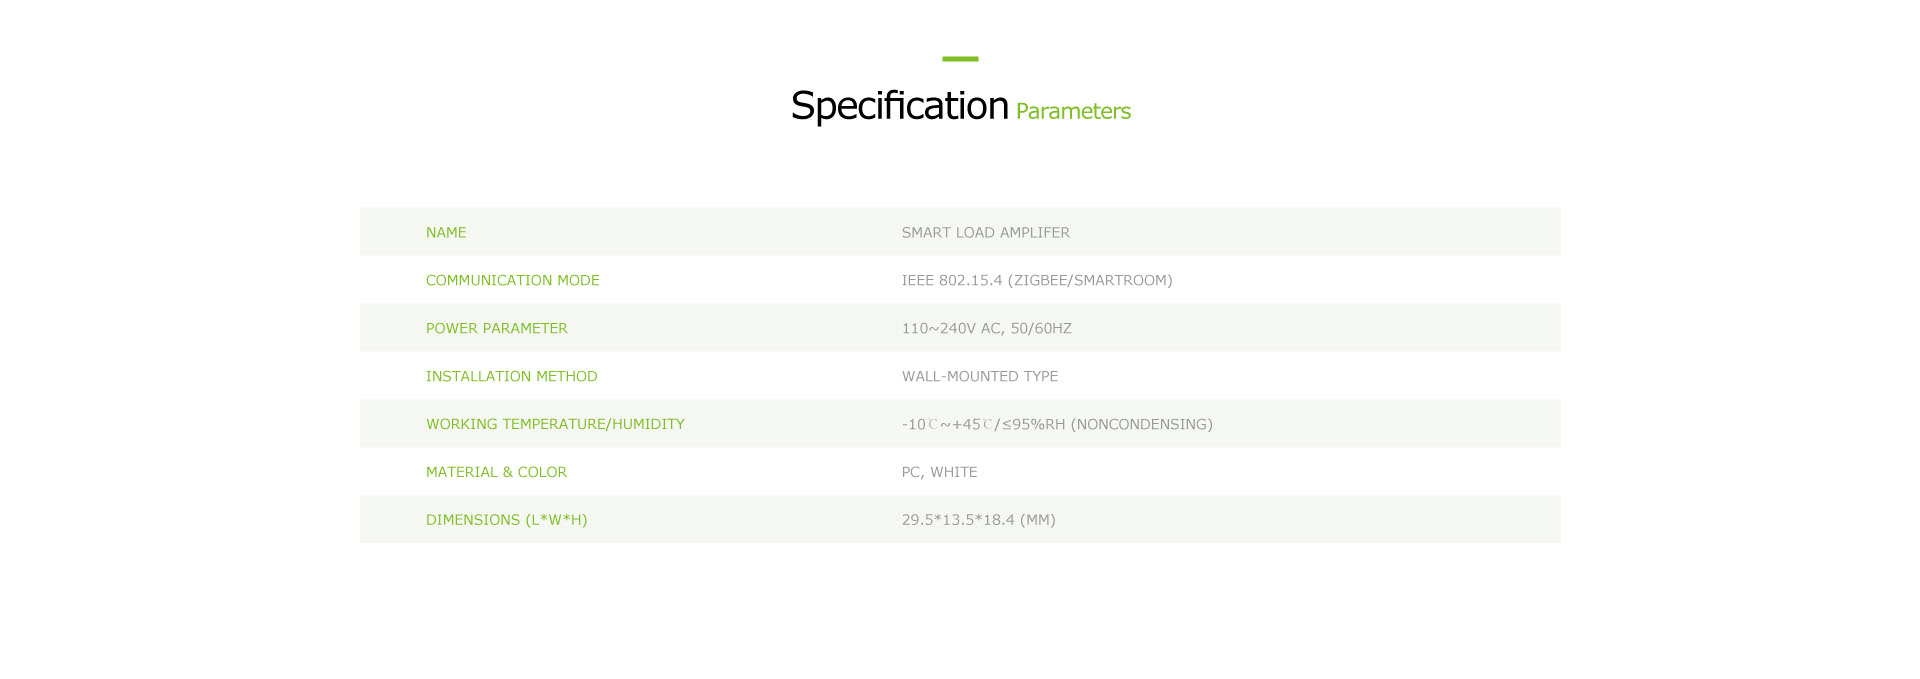 Specification Parameters
NAME SMART LOAD AMPLIFER
COMMUNICATION MODE IEEE 802.15.4 (ZIGBEE/SMARTROOM)
POWER PARAMETER 110~240V AC, 50/60HZ
INSTALLATION METHOD WALL-MOUNTED TYPE
WORKING TEMPERATURE/HUMIDITY -10℃~+45℃/≤95%RH (NONCONDENSING)
MATERIAL & COLOR PC, WHITE
DIMENSIONS (L*W*H) 29.5*13.5*18.4 (MM)